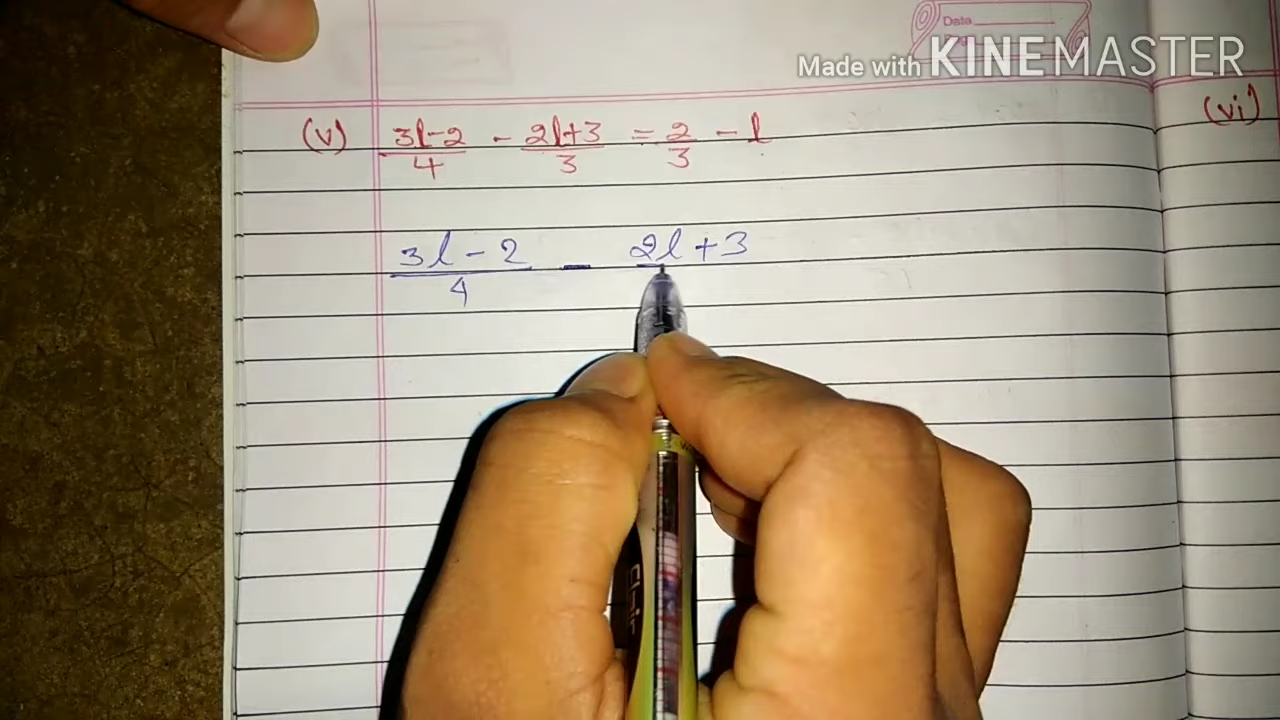 Made with KINEMASTER
Date
(v) 3l-2/4 - 2l+3/3 = 2/3 - l
(vi)
3l-2/4 - 2l+3